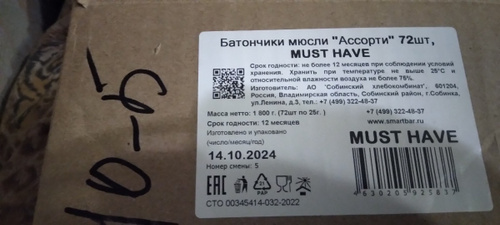 Батончики мюсли "Ассорти" 72шт,
MUST HAVE
Срок годности: не более 12 месяцев при соблюдении условий
хранения. Хранить при температуре не выше 25°С и
относительной влажности воздуха не более 75%.
Изготовитель: АО "Собинский хлебокомбинат", 601204,
Россия, Владимирская область, Собинский район, г.Собинка,
ул.Ленина, д.3, тел.: +7 (499) 322-48-37
Масса нетто: 1 800 г. (72шт по 25г.)
Срок годности: 12 месяцев
Изготовлено и упаковано
(число/месяц/год)
14.10.2024
Номер смены: 5
+7 (499) 322-48-37
www.smartbar.ru
MUST HAVE
EAC
PAP
СТО 00345414-032-2022
4630205925837